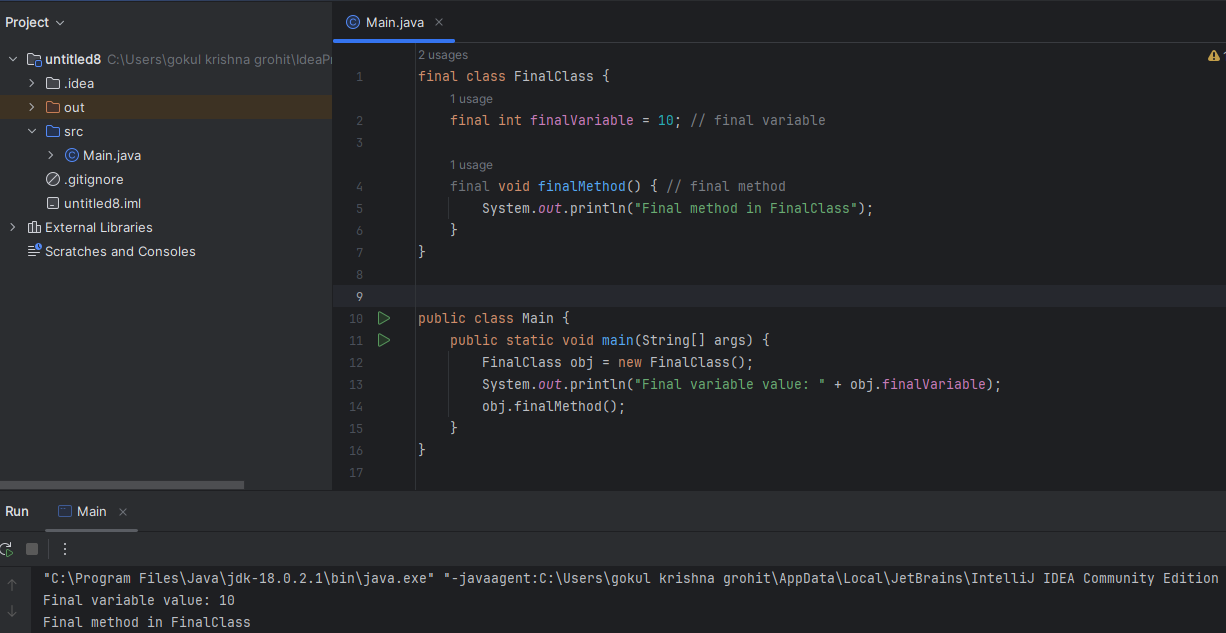 Project
untitled8 C:\Users\gokul krishna grohit\IdeaPr
.idea
out
src
Main.java
.gitignore
untitled8.iml
External Libraries
Scratches and Consoles
Main.java
2 usages
1 final class FinalClass {
1 usage
2 final int finalVariable = 10; // final variable
3
1 usage
4 final void finalMethod() { // final method
5 System.out.println("Final method in FinalClass");
6 }
7 }
8
9
10 public class Main {
11 public static void main(String[] args) {
12 FinalClass obj = new FinalClass();
13 System.out.println("Final variable value: " + obj.finalVariable);
14 obj.finalMethod();
15 }
16 }
17
Run Main
"C:\Program Files\Java\jdk-18.0.2.1\bin\java.exe" "-javaagent:C:\Users\gokul krishna grohit\AppData\Local\JetBrains\IntelliJ IDEA Community Edition
Final variable value: 10
Final method in FinalClass